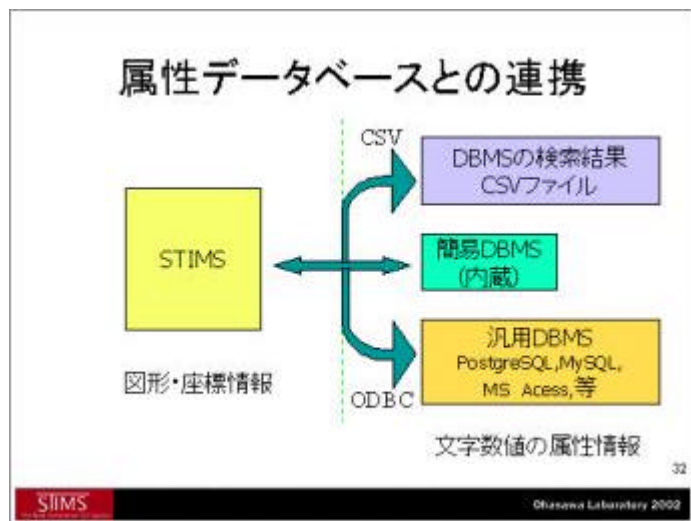 属性データベースとの連携
CSV
DBMSの検索結果
CSVファイル
STIMS
簡易DBMS
(内蔵)
汎用DBMS
PostgreSQL,MySQL,
MS Acess,等
ODBC
図形・座標情報
文字数値の属性情報
32
STIMS
Ohasawa Laboratory 2002